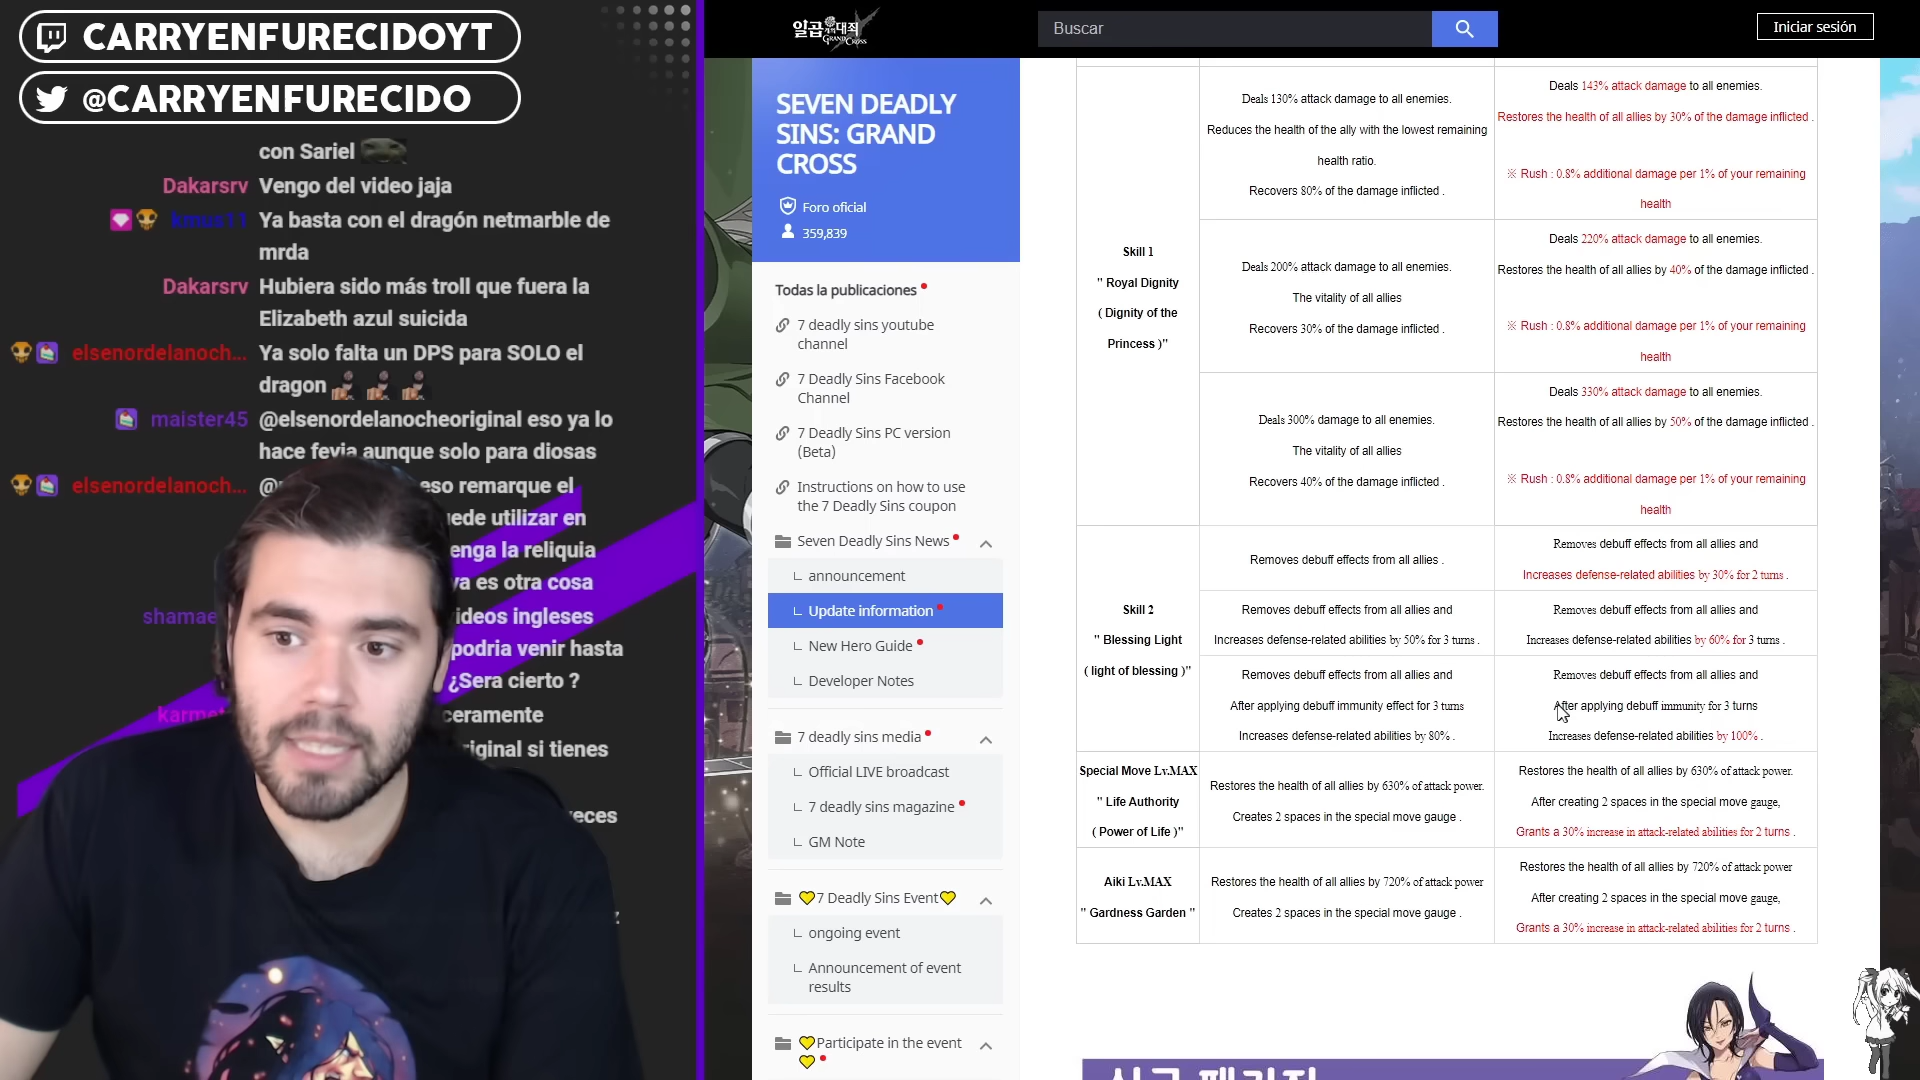 CARRYENFURECIDOYT
@CARRYENFURECIDO
con Sariel
Dakarsrv Vengo del video jaja
kmuo11 Ya basta con el dragón netmarble de
mrda
Dakarsrv Hubiera sido más troll que fuera la
Elizabeth azul suicida
elsenordelanoch... Ya solo falta un DPS para SOLO el
dragon
maister45 @elsenordelanocheoriginal eso ya lo
hace feyia aunque solo para diosas
elsenordelanoch... @ eso remarque el
uede utilizar en
enga la reliquia
ya es otra cosa
shamae ideos ingleses
podria venir hasta
¿Sera cierto ?
karmet ceramente
iginal si tienes
veces
알곱 대죄
GRAND CROSS
Buscar
Iniciar sesión
SEVEN DEADLY
SINS: GRAND
CROSS
Foro oficial
359,839
Todas la publicaciones
7 deadly sins youtube
channel
7 Deadly Sins Facebook
Channel
7 Deadly Sins PC version
(Beta)
Instructions on how to use
the 7 Deadly Sins coupon
Seven Deadly Sins News
announcement
Update information
New Hero Guide
Developer Notes
7 deadly sins media
Official LIVE broadcast
7 deadly sins magazine
GM Note
7 Deadly Sins Event
ongoing event
Announcement of event
results
Participate in the event
Skill 1
" Royal Dignity
( Dignity of the
Princess )"
Deals 130% attack damage to all enemies.
Reduces the health of the ally with the lowest remaining
health ratio.
Recovers 80% of the damage inflicted .
Deals 143% attack damage to all enemies.
Restores the health of all allies by 30% of the damage inflicted .
※ Rush : 0.8% additional damage per 1% of your remaining
health
Deals 200% attack damage to all enemies.
The vitality of all allies
Recovers 30% of the damage inflicted .
Deals 220% attack damage to all enemies.
Restores the health of all allies by 40% of the damage inflicted .
※ Rush : 0.8% additional damage per 1% of your remaining
health
Deals 300% damage to all enemies.
The vitality of all allies
Recovers 40% of the damage inflicted .
Deals 330% attack damage to all enemies.
Restores the health of all allies by 50% of the damage inflicted .
※ Rush : 0.8% additional damage per 1% of your remaining
health
Skill 2
" Blessing Light
( light of blessing )"
Removes debuff effects from all allies .
Removes debuff effects from all allies and
Increases defense-related abilities by 30% for 2 turns .
Removes debuff effects from all allies and
Increases defense-related abilities by 50% for 3 turns .
Removes debuff effects from all allies and
Increases defense-related abilities by 60% for 3 turns .
Removes debuff effects from all allies and
After applying debuff immunity effect for 3 turns
Increases defense-related abilities by 80% .
Removes debuff effects from all allies and
After applying debuff immunity for 3 turns
Increases defense-related abilities by 100% .
Special Move Lv.MAX
" Life Authority
( Power of Life )"
Restores the health of all allies by 630% of attack power.
Creates 2 spaces in the special move gauge .
Restores the health of all allies by 630% of attack power.
After creating 2 spaces in the special move gauge,
Grants a 30% increase in attack-related abilities for 2 turns .
Aiki Lv.MAX
" Gardness Garden "
Restores the health of all allies by 720% of attack power
Creates 2 spaces in the special move gauge .
Restores the health of all allies by 720% of attack power
After creating 2 spaces in the special move gauge,
Grants a 30% increase in attack-related abilities for 2 turns .